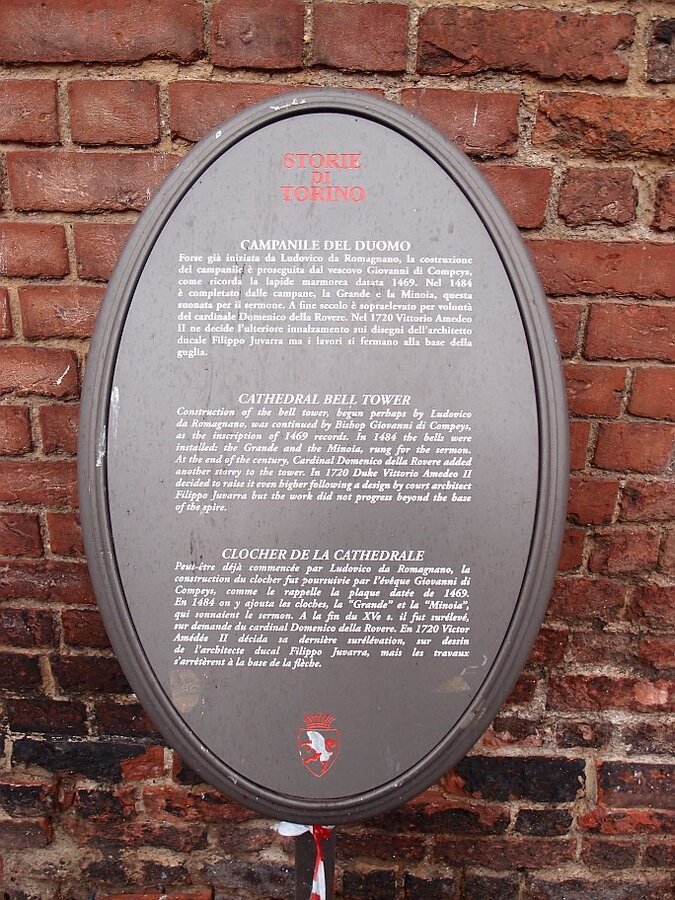 STORIE
DI
TORINO
CAMPANILE DEL DUOMO
Forse già iniziata da Ludovico da Romagnano, la costruzione
del campanile è proseguita dal vescovo Giovanni di Compeys,
come ricorda la lapide marmorea datata 1469. Nel 1484
è completato dalle campane, la Grande e la Minoia, questa
suonata per il sermone. A fine secolo è sopraelevato per volontà
del cardinale Domenico della Rovere. Nel 1720 Vittorio Amedeo
II ne decide l'ulteriore innalzamento sui disegni dell'architetto
ducale Filippo Juvarra ma i lavori si fermano alla base della
guglia.
CATHEDRAL BELL TOWER
Construction of the bell tower, begun perhaps by Ludovico
da Romagnano, was continued by Bishop Giovanni di Compeys,
as the inscription of 1469 records. In 1484 the bells were
installed: the Grande and the Minoia, rung for the sermon.
At the end of the century, Cardinal Domenico della Rovere added
another storey to the tower. In 1720 Duke Vittorio Amedeo II
decided to raise it even higher following a design by court architect
Filippo Juvarra but the work did not progress beyond the base
of the spire.
CLOCHER DE LA CATHEDRALE
Peut-être déjà commencée par Ludovico da Romagnano, la
construction du clocher fut poursuivie par l'évêque Giovanni di
Compeys, comme le rappelle la plaque datée de 1469.
En 1484 on y ajouta les cloches, la "Grande" et la "Minoia",
qui sonnaient le sermon. A la fin du XVe s. il fut surélevé,
sur demande du cardinal Domenico della Rovere. En 1720 Victor
Amédée II décida sa dernière surélévation, sur dessin
de l'architecte ducal Filippo Juvarra, mais les travaux
s'arrêtèrent à la base de la flèche.